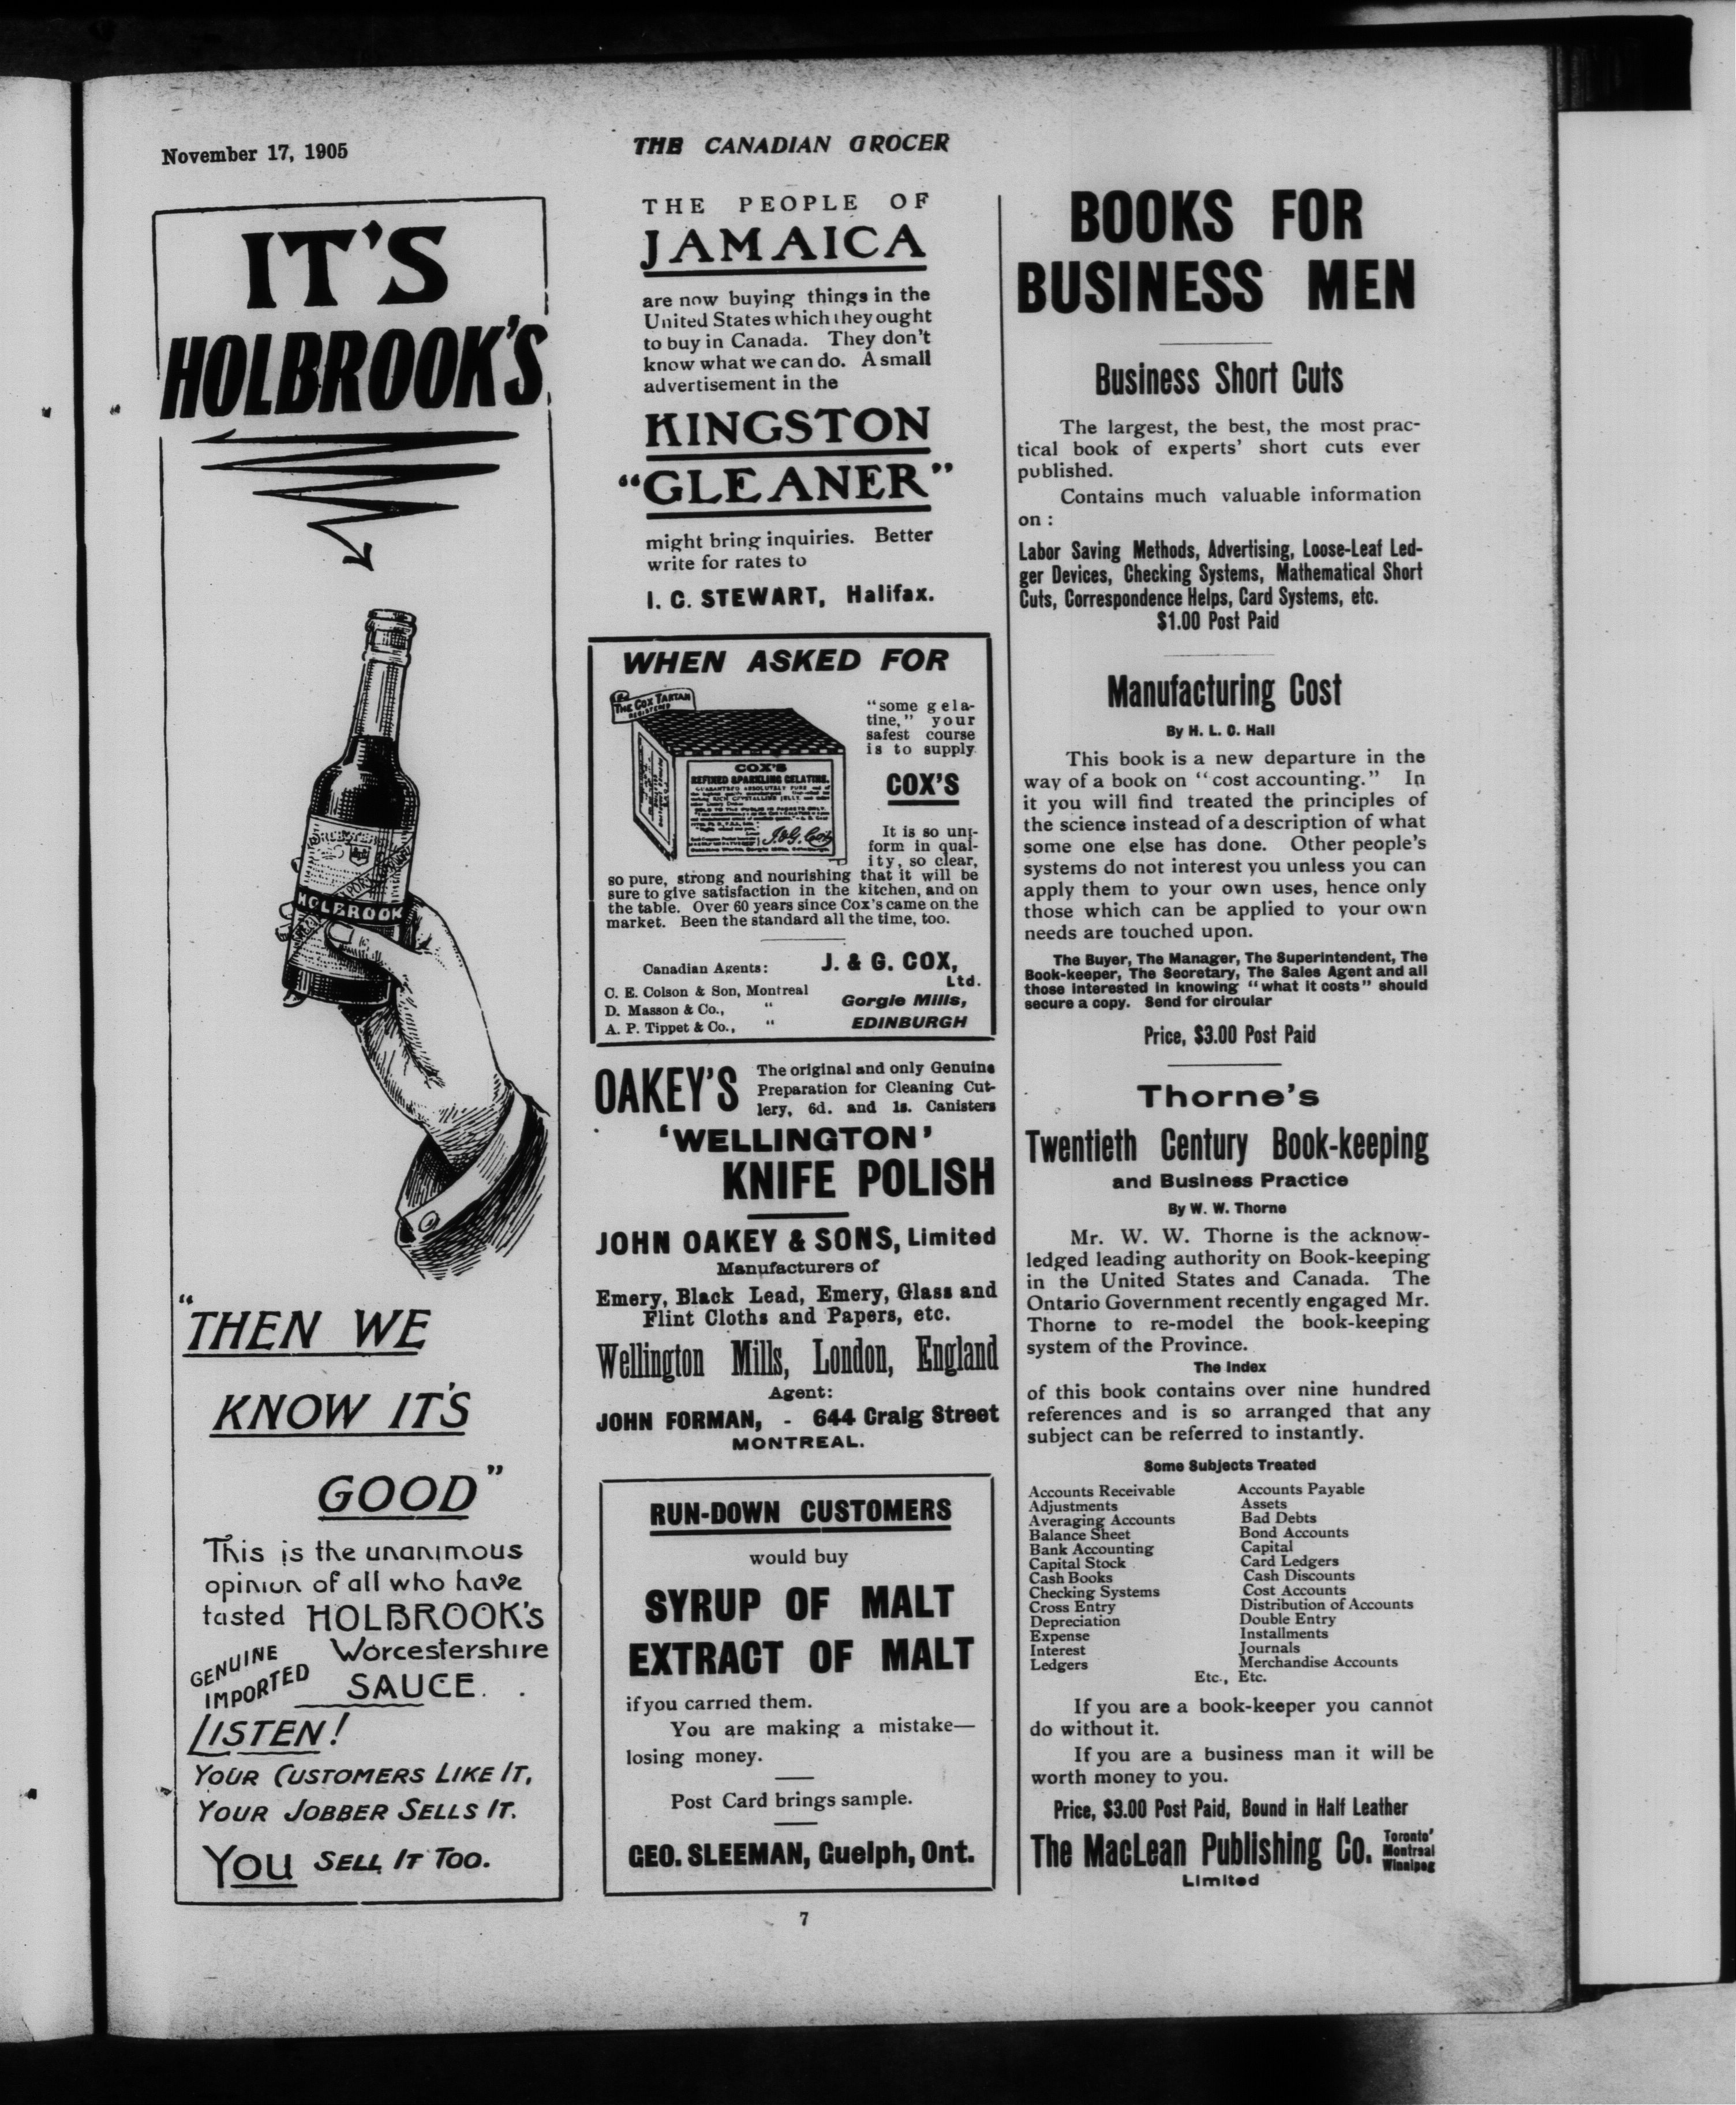 November 17, 1905
THE CANADIAN GROCER
IT'S
HOLBROOK'S
HOLBROOK
"THEN WE
KNOW IT'S
GOOD"
This is the unanimous
opinion of all who have
tasted HOLBROOK'S
GENUINE
IMPORTED
Worcestershire
SAUCE.
LISTEN!
YOUR CUSTOMERS LIKE IT,
YOUR JOBBER SELLS IT.
YOU SELL IT TOO.
THE PEOPLE OF
JAMAICA
are now buying things in the
United States which they ought
to buy in Canada. They don't
know what we can do. A small
advertisement in the
KINGSTON
"GLEANER"
might bring inquiries. Better
write for rates to
I. C. STEWART, Halifax.
WHEN ASKED FOR
THE COX TARTAN
REGISTERED
COX'S
REFINED SPARKLING GELATINE.
J&G. Cox
"some gela-
tine," your
safest course
is to supply
COX'S
It is so uni-
form in qual-
ity, so clear,
so pure, strong and nourishing that it will be
sure to give satisfaction in the kitchen, and on
the table. Over 60 years since Cox's came on the
market. Been the standard all the time, too.
Canadian Agents:
C. E. Colson & Son, Montreal
D. Masson & Co., "
A. P. Tippet & Co., "
J. & G. COX,
Ltd.
Gorgie Mills,
EDINBURGH
OAKEY'S
The original and only Genuine
Preparation for Cleaning Cut-
lery, 6d. and 1s. Canisters
'WELLINGTON'
KNIFE POLISH
JOHN OAKEY & SONS, Limited
Manufacturers of
Emery, Black Lead, Emery, Glass and
Flint Cloths and Papers, etc.
Wellington Mills, London, England
Agent:
JOHN FORMAN, - 644 Craig Street
MONTREAL.
RUN-DOWN CUSTOMERS
would buy
SYRUP OF MALT
EXTRACT OF MALT
if you carried them.
You are making a mistake—
losing money.
Post Card brings sample.
GEO. SLEEMAN, Guelph, Ont.
BOOKS FOR
BUSINESS MEN
Business Short Cuts
The largest, the best, the most prac-
tical book of experts' short cuts ever
published.
Contains much valuable information
on :
Labor Saving Methods, Advertising, Loose-Leaf Led-
ger Devices, Checking Systems, Mathematical Short
Cuts, Correspondence Helps, Card Systems, etc.
$1.00 Post Paid
Manufacturing Cost
By H. L. C. Hall
This book is a new departure in the
way of a book on "cost accounting." In
it you will find treated the principles of
the science instead of a description of what
some one else has done. Other people's
systems do not interest you unless you can
apply them to your own uses, hence only
those which can be applied to your own
needs are touched upon.
The Buyer, The Manager, The Superintendent, The
Book-keeper, The Secretary, The Sales Agent and all
those interested in knowing "what it costs" should
secure a copy. Send for circular
Price, $3.00 Post Paid
Thorne's
Twentieth Century Book-keeping
and Business Practice
By W. W. Thorne
Mr. W. W. Thorne is the acknow-
ledged leading authority on Book-keeping
in the United States and Canada. The
Ontario Government recently engaged Mr.
Thorne to re-model the book-keeping
system of the Province.
The Index
of this book contains over nine hundred
references and is so arranged that any
subject can be referred to instantly.
Some Subjects Treated
Accounts Receivable
Adjustments
Averaging Accounts
Balance Sheet
Bank Accounting
Capital Stock
Cash Books
Checking Systems
Cross Entry
Depreciation
Expense
Interest
Ledgers
Accounts Payable
Assets
Bad Debts
Bond Accounts
Capital
Card Ledgers
Cash Discounts
Cost Accounts
Distribution of Accounts
Double Entry
Installments
Journals
Merchandise Accounts
Etc., Etc.
If you are a book-keeper you cannot
do without it.
If you are a business man it will be
worth money to you.
Price, $3.00 Post Paid, Bound in Half Leather
The MacLean Publishing Co.
Limited
Toronto
Montreal
Winnipeg
7